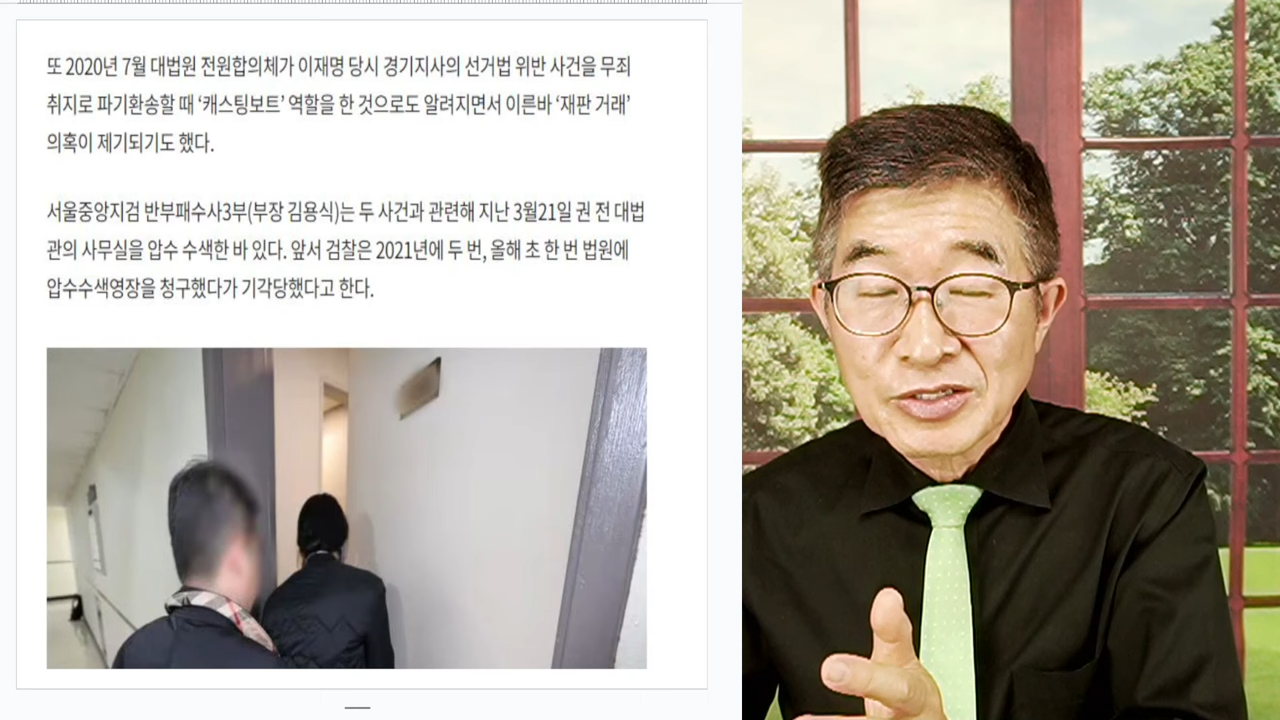 또 2020년 7월 대법원 전원합의체가 이재명 당시 경기지사의 선거법 위반 사건을 무죄
취지로 파기환송할 때 ‘캐스팅보트’ 역할을 한 것으로도 알려지면서 이른바 ‘재판 거래’
의혹이 제기되기도 했다.
서울중앙지검 반부패수사3부(부장 김용식)는 두 사건과 관련해 지난 3월21일 권 전 대법
관의 사무실을 압수 수색한 바 있다. 앞서 검찰은 2021년에 두 번, 올해 초 한 번 법원에
압수수색영장을 청구했다가 기각당했다고 한다.